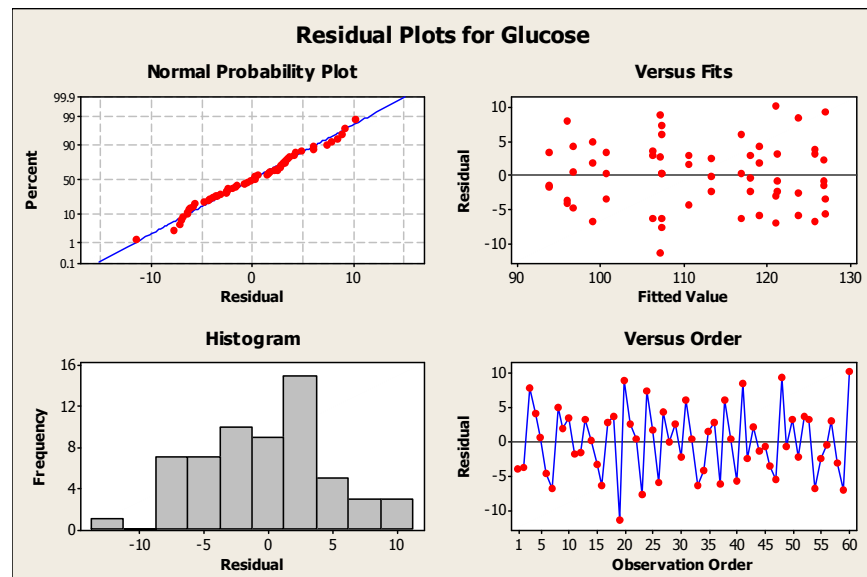 Residual Plots for Glucose
Normal Probability Plot
99.9
99
90
50
10
1
0.1
Percent
-10 0 10
Residual
Versus Fits
10
5
0
-5
-10
Residual
90 100 110 120 130
Fitted Value
Histogram
16
12
8
4
0
Frequency
-10 -5 0 5 10
Residual
Versus Order
10
5
0
-5
-10
Residual
1 5 10 15 20 25 30 35 40 45 50 55 60
Observation Order